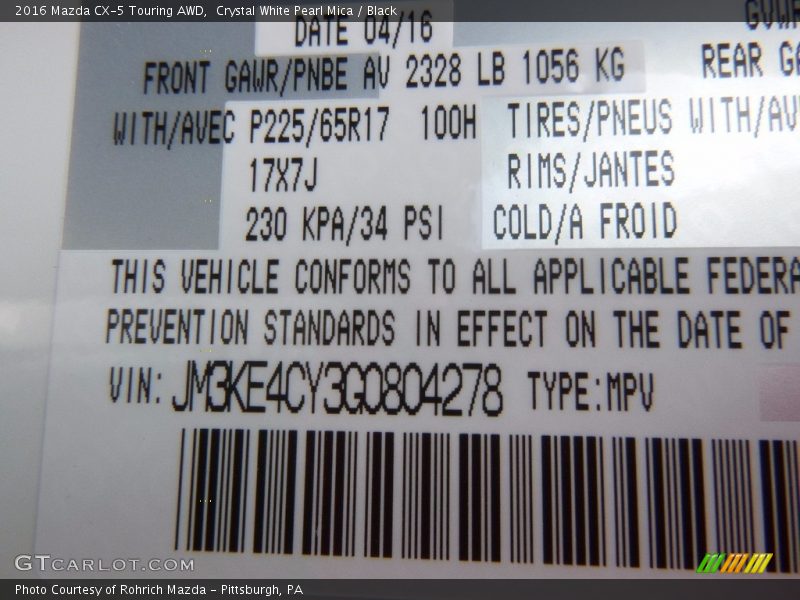 2016 Mazda CX-5 Touring AWD, Crystal White Pearl Mica / Black
DATE 04/16
FRONT GAWR/PNBE AV 2328 LB 1056 KG REAR
WITH/AVEC P225/65R17 100H TIRES/PNEUS WITH/AV
17X7J RIMS/JANTES
230 KPA/34 PSI COLD/A FROID
THIS VEHICLE CONFORMS TO ALL APPLICABLE FEDERA
PREVENTION STANDARDS IN EFFECT ON THE DATE OF
VIN: JM3KE4CY3G0804278 TYPE:MPV
GTCARLOT.COM
Photo Courtesy of Rohrich Mazda - Pittsburgh, PA